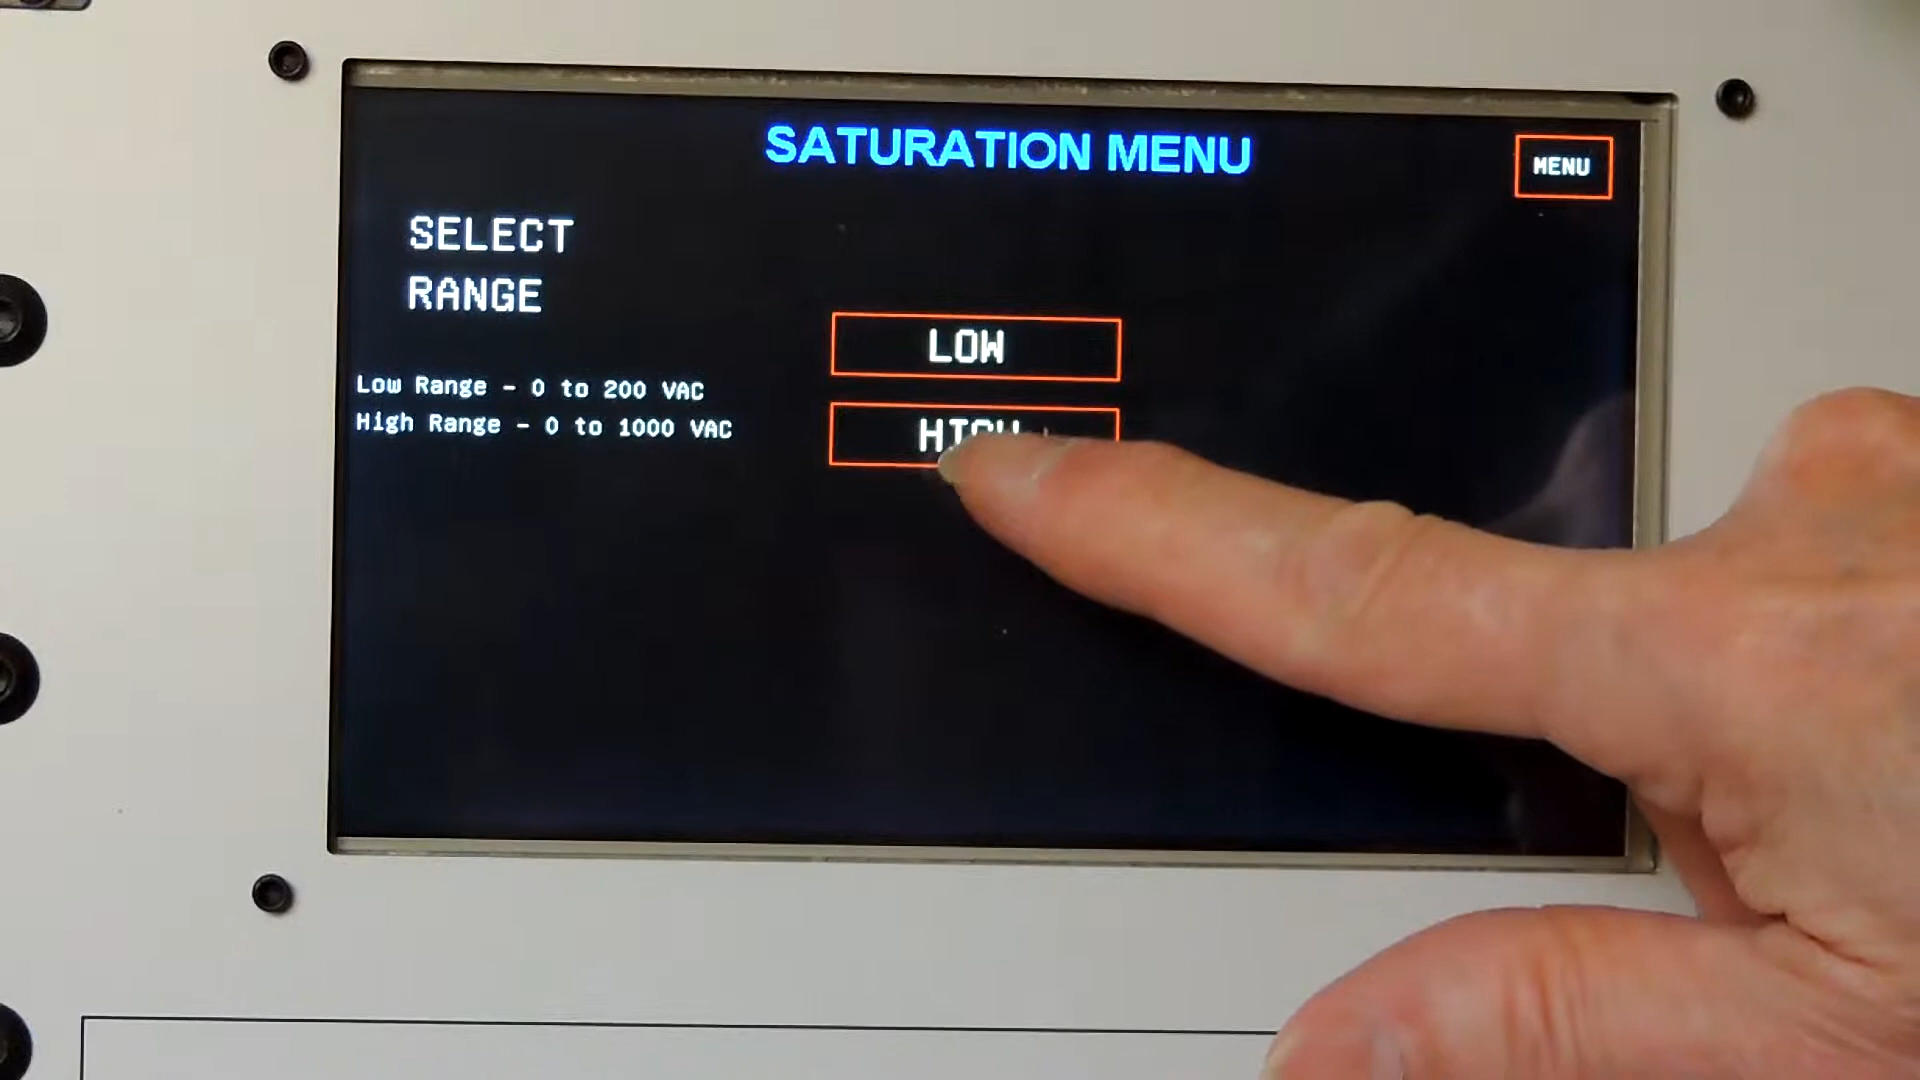 SATURATION MENU
MENU
SELECT
RANGE
LOW
Low Range - 0 to 200 VAC
HIGH
High Range - 0 to 1000 VAC